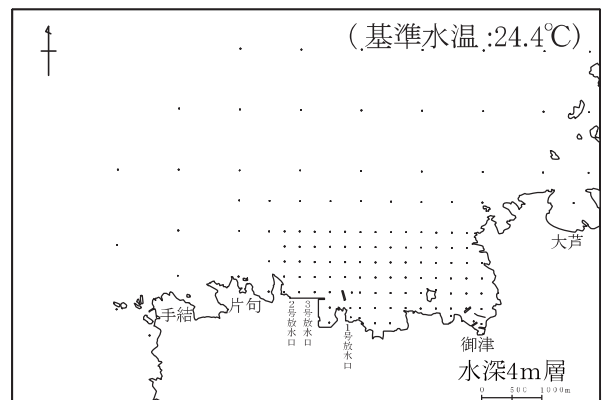 (基準水温:24.4℃)
大芦
手結
片句
2号放水口
3号放水口
1号放水口
御津
水深4m層
0 500 1000m